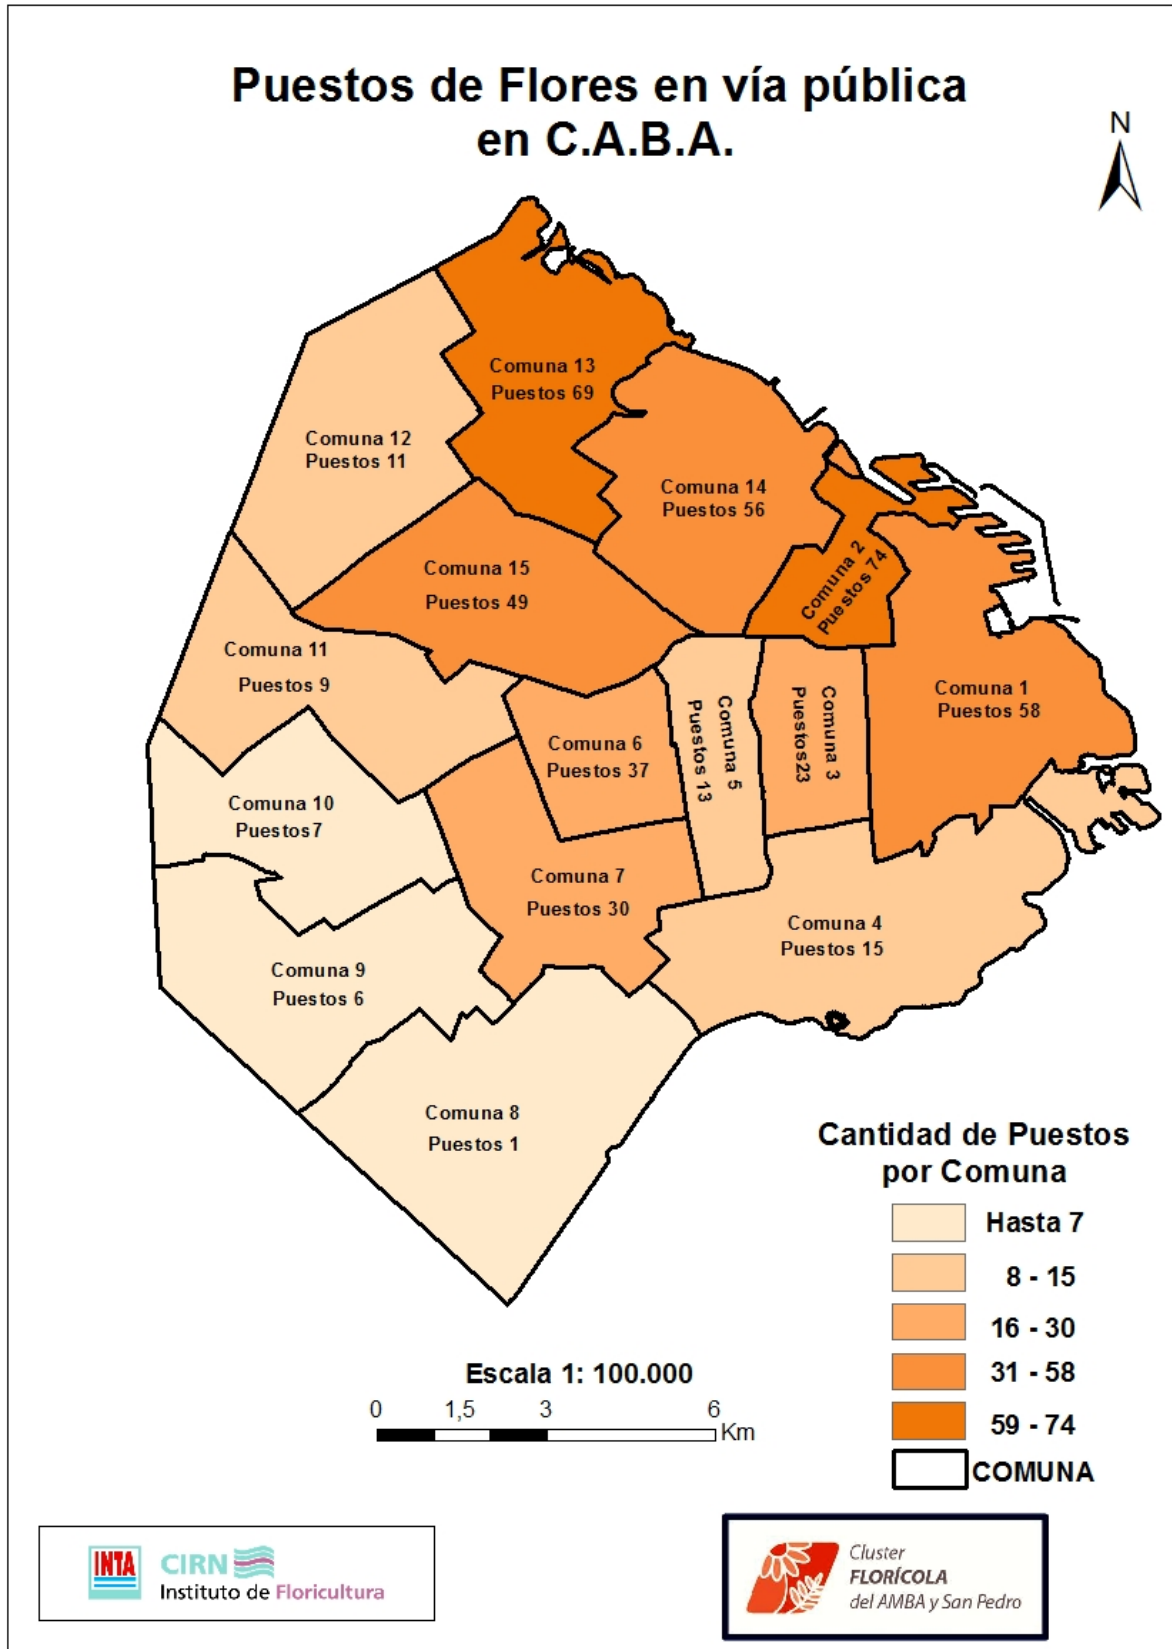 Puestos de Flores en vía pública
en C.A.B.A.
N
Comuna 13
Puestos 69
Comuna 12
Puestos 11
Comuna 14
Puestos 56
Comuna 2
Puestos 74
Comuna 15
Puestos 49
Comuna 11
Puestos 9
Comuna 1
Puestos 58
Comuna 3
Puestos23
Comuna 5
Puestos 13
Comuna 6
Puestos 37
Comuna 10
Puestos7
Comuna 7
Puestos 30
Comuna 4
Puestos 15
Comuna 9
Puestos 6
Comuna 8
Puestos 1
Cantidad de Puestos
por Comuna
Hasta 7
8 - 15
16 - 30
31 - 58
59 - 74
COMUNA
Escala 1: 100.000
0 1,5 3 6
Km
INTA
CIRN
Instituto de Floricultura
Cluster
FLORÍCOLA
del AMBA y San Pedro